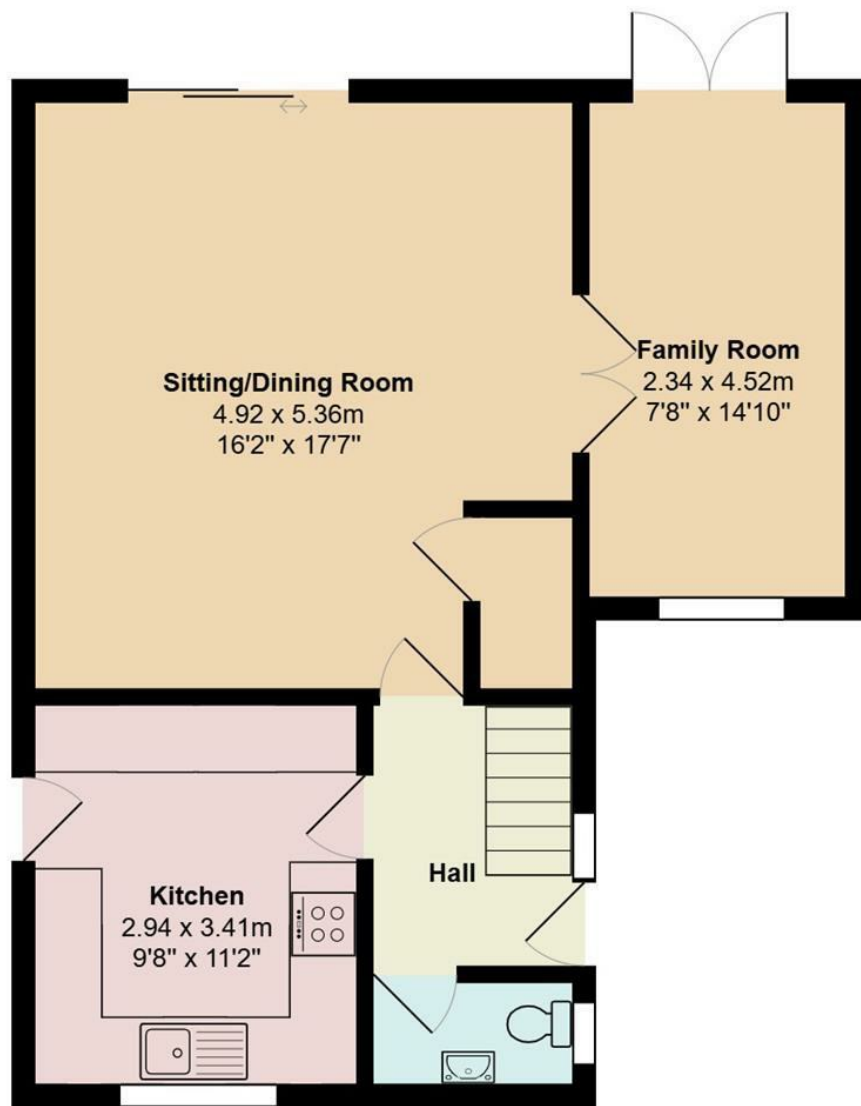 Sitting/Dining Room
4.92 x 5.36m
16'2" x 17'7"
Family Room
2.34 x 4.52m
7'8" x 14'10"
Kitchen
2.94 x 3.41m
9'8" x 11'2"
Hall